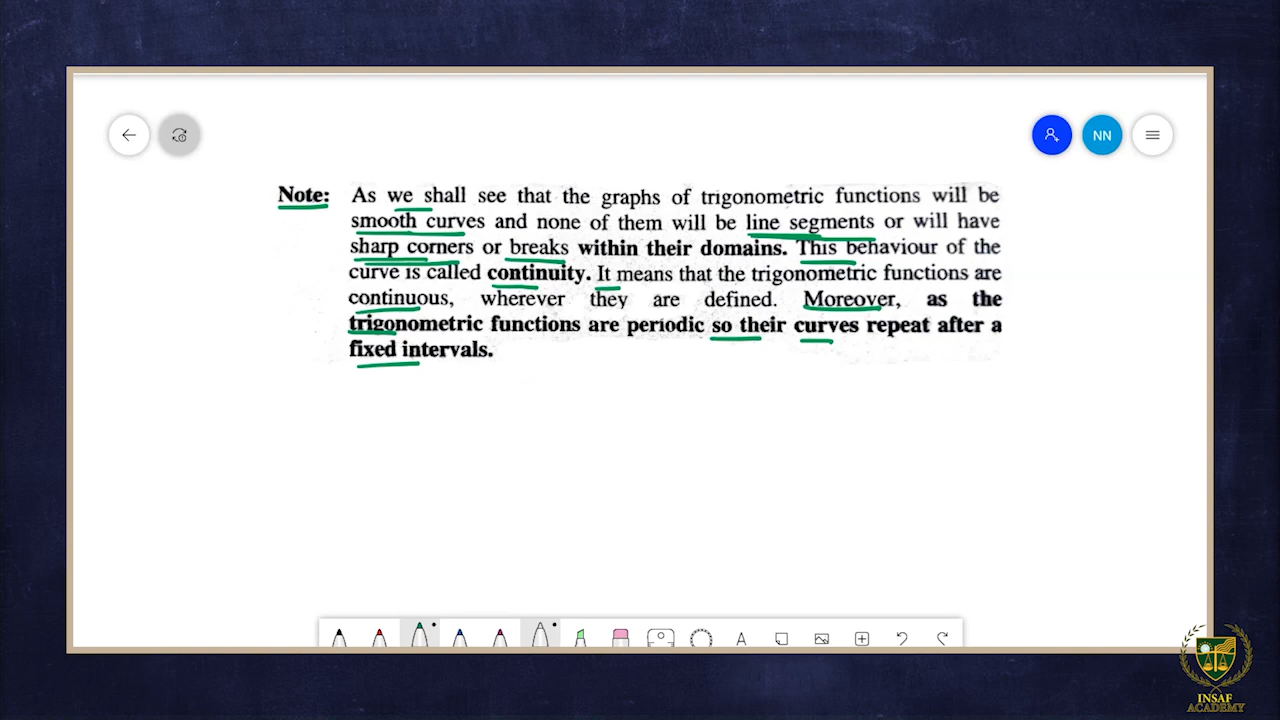 NN
Note: As we shall see that the graphs of trigonometric functions will be
smooth curves and none of them will be line segments or will have
sharp corners or breaks within their domains. This behaviour of the
curve is called continuity. It means that the trigonometric functions are
continuous, wherever they are defined. Moreover, as the
trigonometric functions are periodic so their curves repeat after a
fixed intervals.
A
INSAF
ACADEMY